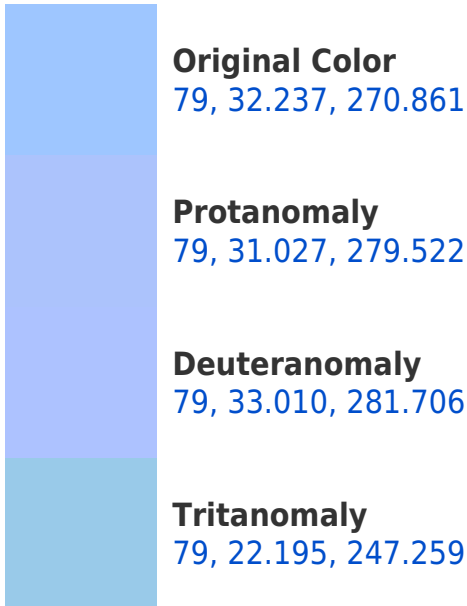 Original Color
79, 32.237, 270.861
Protanomaly
79, 31.027, 279.522
Deuteranomaly
79, 33.010, 281.706
Tritanomaly
79, 22.195, 247.259